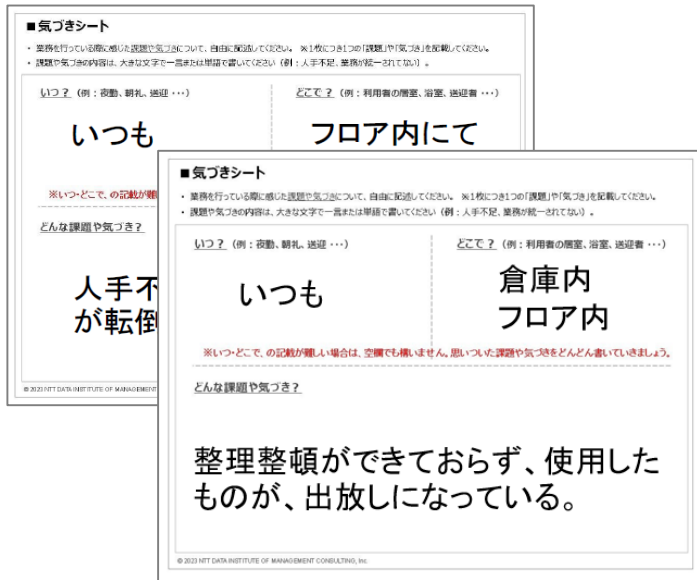 ■気づきシート
・ 業務を行っている際に感じた課題や気づきについて、自由に記述してください。 ※1枚につき1つの「課題」や「気づき」を記載してください。
・ 課題や気づきの内容は、大きな文字で一言または単語で書いてください（例：人手不足、業務が統一されてない）。
いつ？（例：夜勤、朝礼、送迎・・・）
どこで？（例：利用者の居室、浴室、送迎者・・・）
いつも
フロア内にて
※いつ・どこで、の記載が難
どんな課題や気づき？
人手不
が転倒
© 2023 NTT DATA INSTITUTE OF MANAGEMENT
■気づきシート
・ 業務を行っている際に感じた課題や気づきについて、自由に記述してください。 ※1枚につき1つの「課題」や「気づき」を記載してください。
・ 課題や気づきの内容は、大きな文字で一言または単語で書いてください（例：人手不足、業務が統一されてない）。
いつ？（例：夜勤、朝礼、送迎・・・）
どこで？（例：利用者の居室、浴室、送迎者・・・）
いつも
倉庫内
フロア内
※いつ・どこで、の記載が難しい場合は、空欄でも構いません。思いついた課題や気づきをどんどん書いていきましょう。
どんな課題や気づき？
整理整頓ができておらず、使用した
ものが、出放しになっている。
© 2023 NTT DATA INSTITUTE OF MANAGEMENT CONSULTING, Inc.